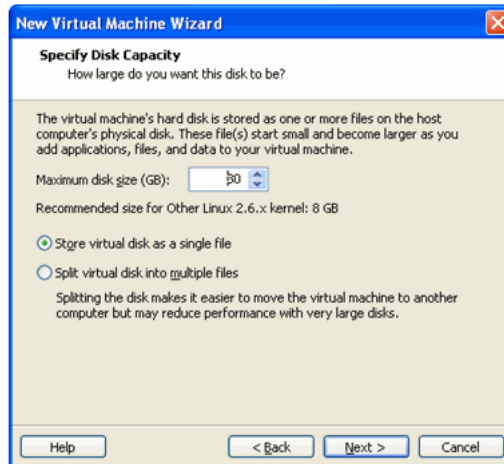 New Virtual Machine Wizard
Specify Disk Capacity
How large do you want this disk to be?
The virtual machine's hard disk is stored as one or more files on the host
computer's physical disk. These file(s) start small and become larger as you
add applications, files, and data to your virtual machine.
Maximum disk size (GB):
Recommended size for Other Linux 2.6.x kernel: 8 GB
Store virtual disk as a single file
Split virtual disk into multiple files
Splitting the disk makes it easier to move the virtual machine to another
computer but may reduce performance with very large disks.
Help < Back Next > Cancel